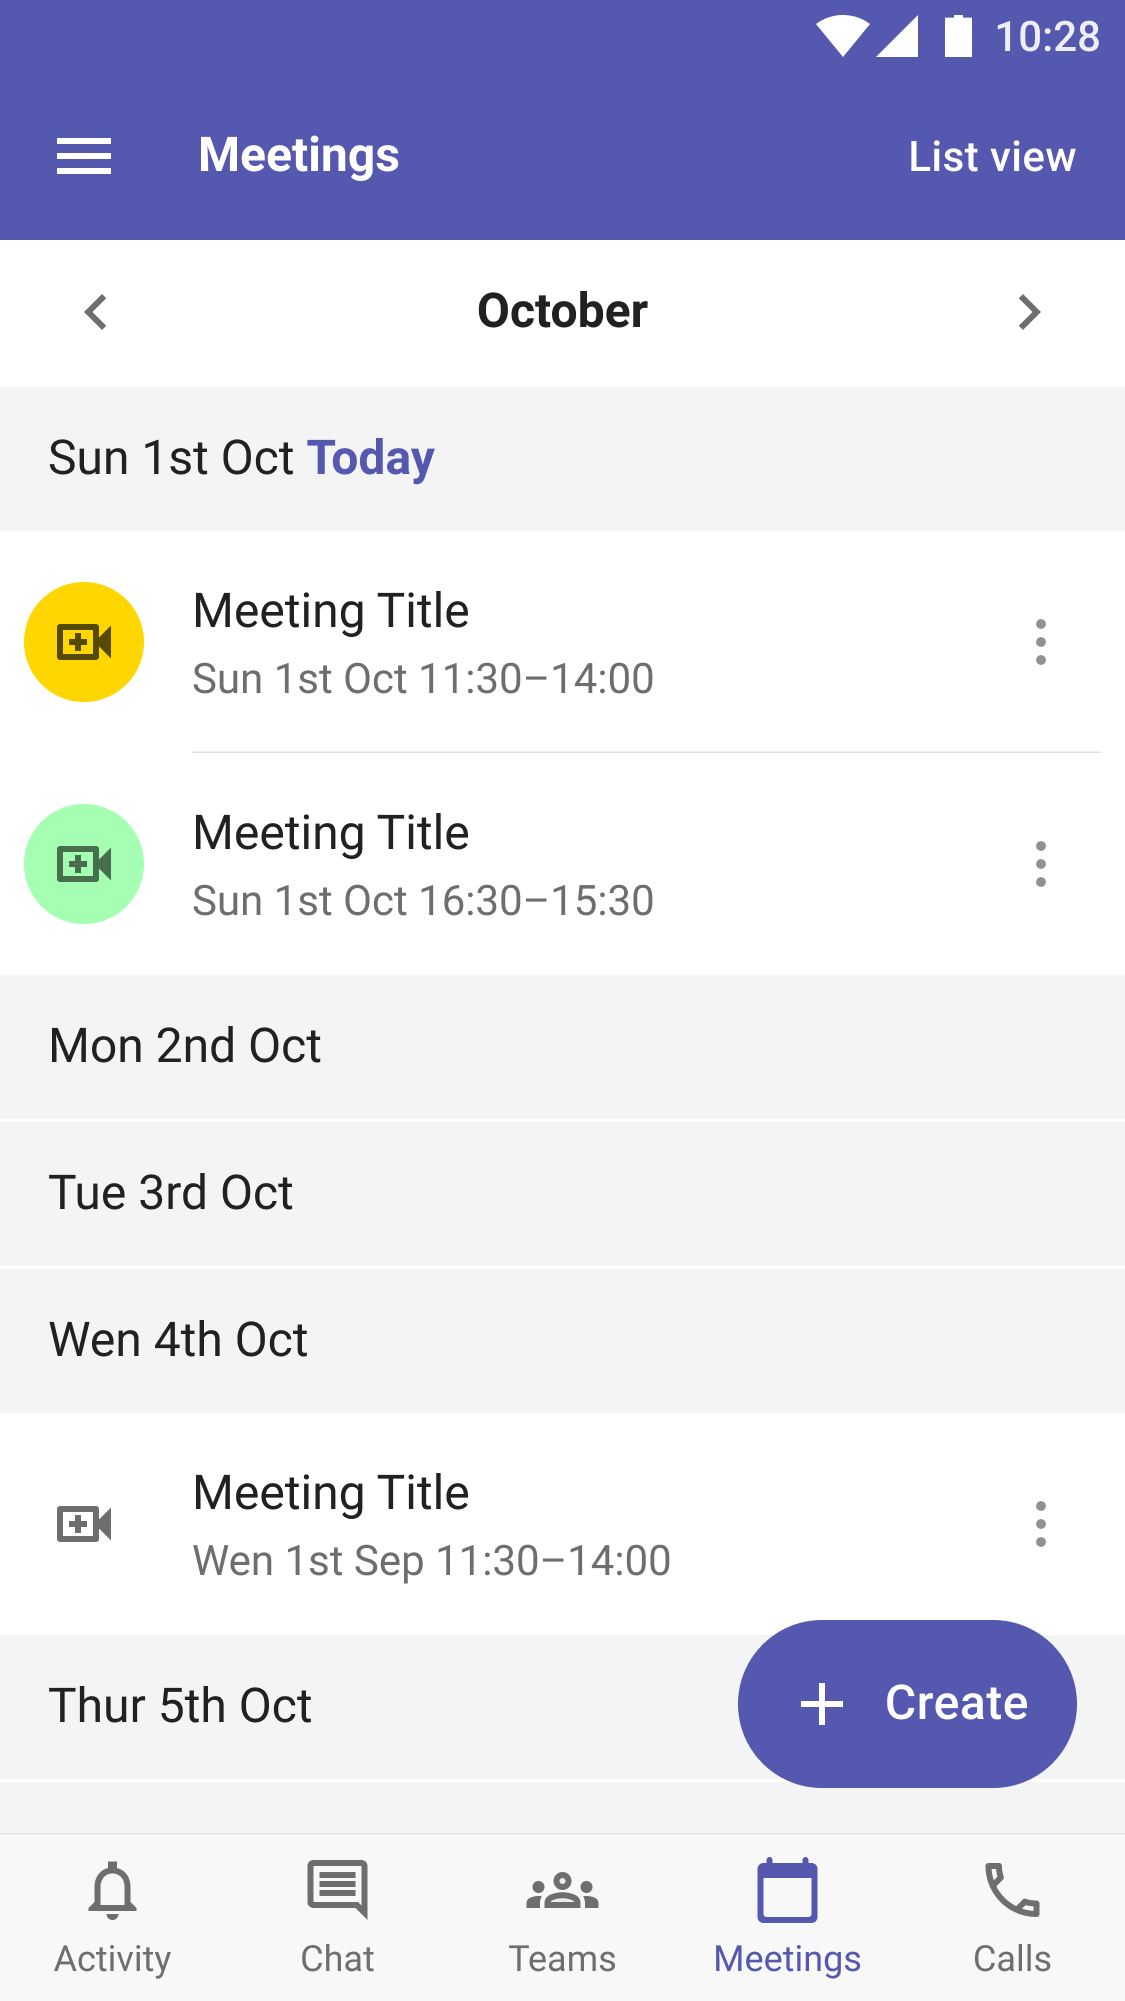 10:28
Meetings
List view
October
Sun 1st Oct Today
Meeting Title
Sun 1st Oct 11:30–14:00
Meeting Title
Sun 1st Oct 16:30–15:30
Mon 2nd Oct
Tue 3rd Oct
Wen 4th Oct
Meeting Title
Wen 1st Sep 11:30–14:00
Thur 5th Oct
Create
Activity
Chat
Teams
Meetings
Calls